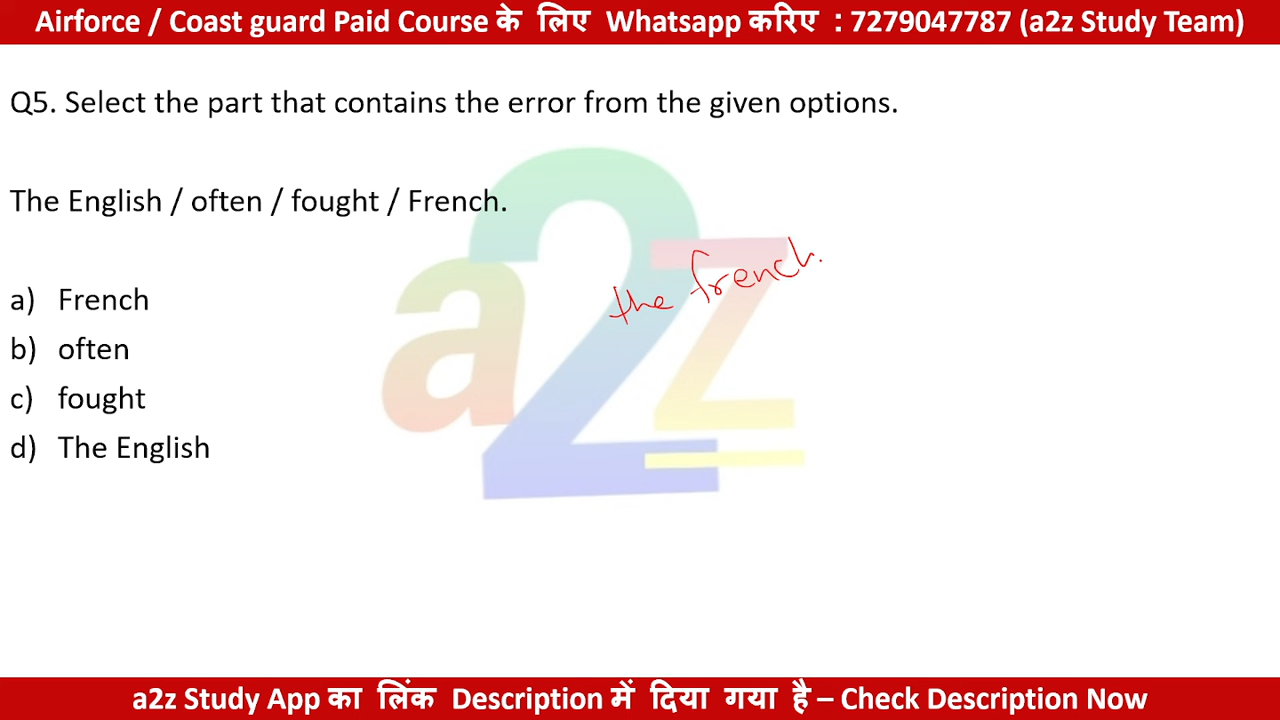 Airforce / Coast guard Paid Course के लिए Whatsapp करिए : 7279047787 (a2z Study Team)
Q5. Select the part that contains the error from the given options.
The English / often / fought / French.
the french.
a) French
b) often
c) fought
d) The English
a2z
a2z Study App का लिंक Description में दिया गया है – Check Description Now